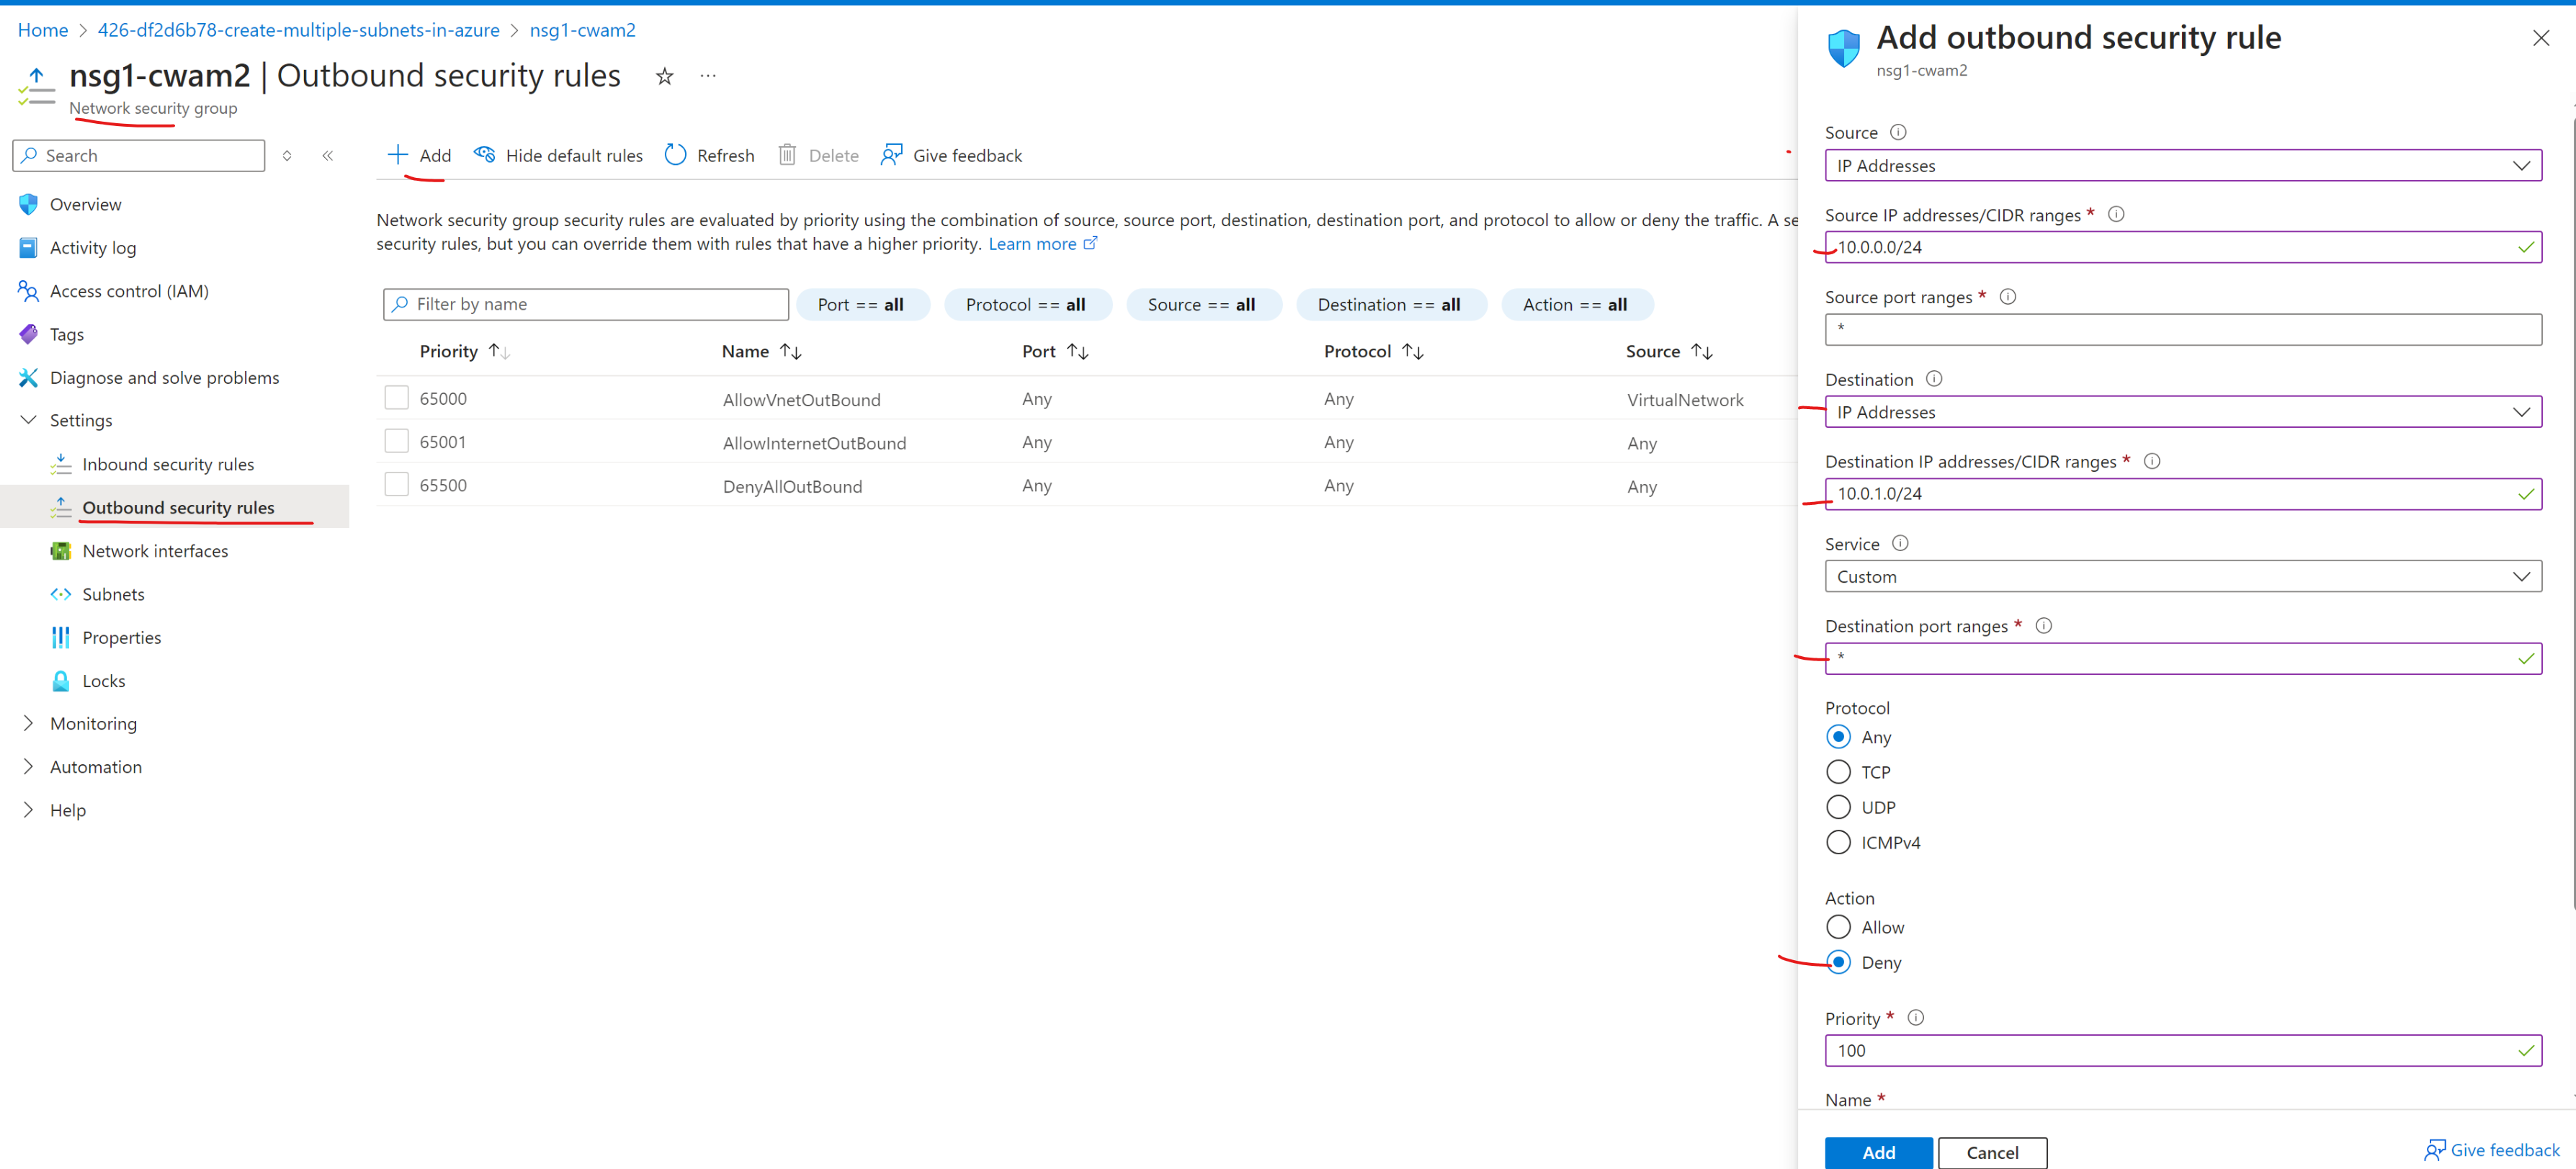 Home > 426-df2d6b78-create-multiple-subnets-in-azure > nsg1-cwam2
nsg1-cwam2 | Outbound security rules
Network security group
Search
Overview
Activity log
Access control (IAM)
Tags
Diagnose and solve problems
Settings
Inbound security rules
Outbound security rules
Network interfaces
Subnets
Properties
Locks
Monitoring
Automation
Help
Add Hide default rules Refresh Delete Give feedback
Network security group security rules are evaluated by priority using the combination of source, source port, destination, destination port, and protocol to allow or deny the traffic. A se
security rules, but you can override them with rules that have a higher priority. Learn more
Filter by name Port == all Protocol == all Source == all Destination == all Action == all
Priority Name Port Protocol Source
65000 AllowVnetOutBound Any Any VirtualNetwork
65001 AllowInternetOutBound Any Any Any
65500 DenyAllOutBound Any Any Any
Add outbound security rule
nsg1-cwam2
Source
IP Addresses
Source IP addresses/CIDR ranges *
10.0.0.0/24
Source port ranges *
*
Destination
IP Addresses
Destination IP addresses/CIDR ranges *
10.0.1.0/24
Service
Custom
Destination port ranges *
*
Protocol
Any
TCP
UDP
ICMPv4
Action
Allow
Deny
Priority *
100
Name *
Add Cancel Give feedback